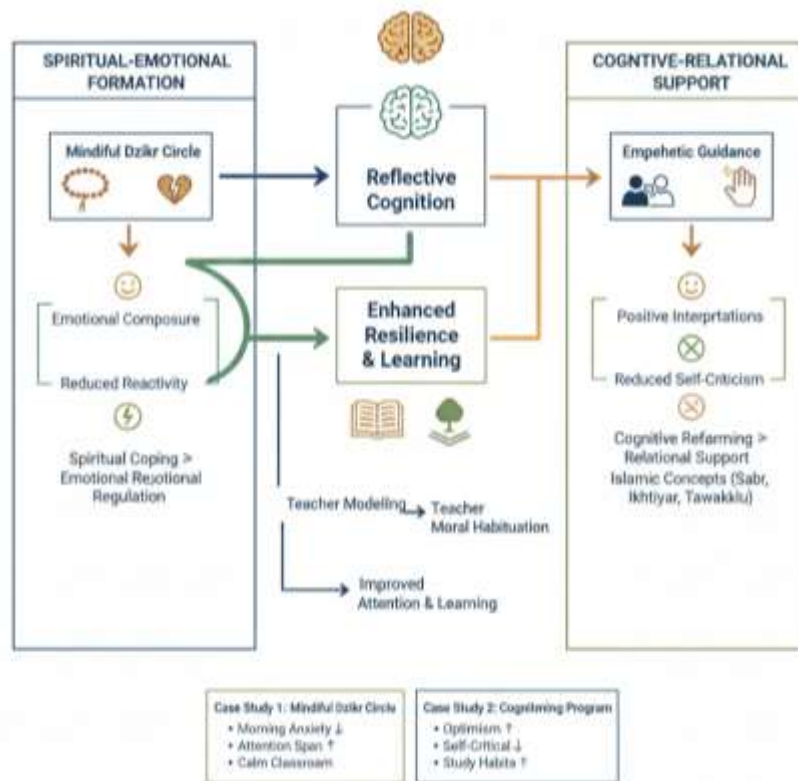 SPIRITUAL-EMOTIONAL
FORMATION
Mindiful Dzikr Circle
Emotional Composure
Reduced Reactivity
Spiritual Coping >
Emotional Rejotional
Regulation
Reflective
Cognition
Enhanced
Resilience
& Learning
Teacher Modeling
Teacher
Moral Habituation
Improved
Attention & Learning
COGNTIVE-RELATIONAL
SUPPORT
Empehetic Guidance
Positive Interprtations
Reduced Self-Criticism
Cognitive Refarming >
Relational Support
Islamic Concepts (Sabr,
Ikhtiyar, Tawakklu)
Case Study 1: Mindiful Dzikr Circle
• Morning Anxiety ↓
• Attention Span ↑
• Calm Classroom
Case Study 2: Cognitening Program
• Optimism ↑
• Self-Critical ↓
• Study Habits ↑